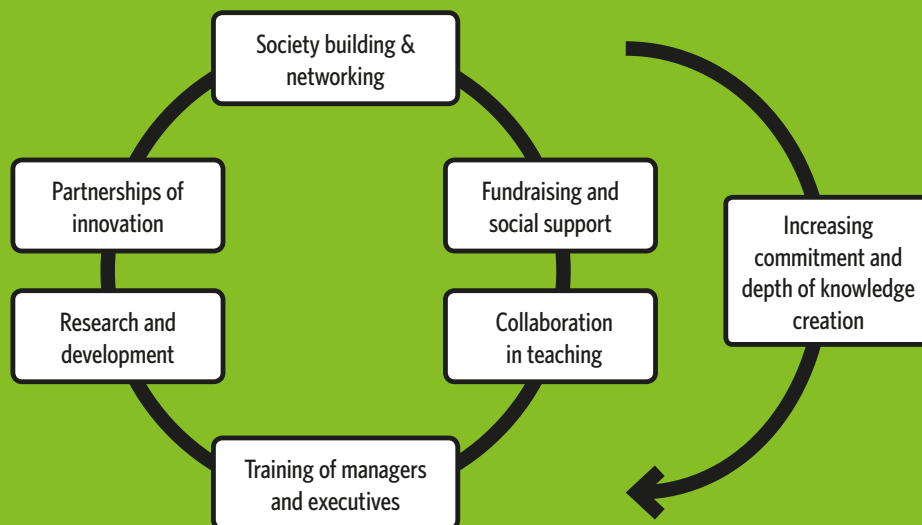 Society building &
networking
Partnerships of
innovation
Fundraising and
social support
Increasing
commitment and
depth of knowledge
creation
Research and
development
Collaboration
in teaching
Training of managers
and executives